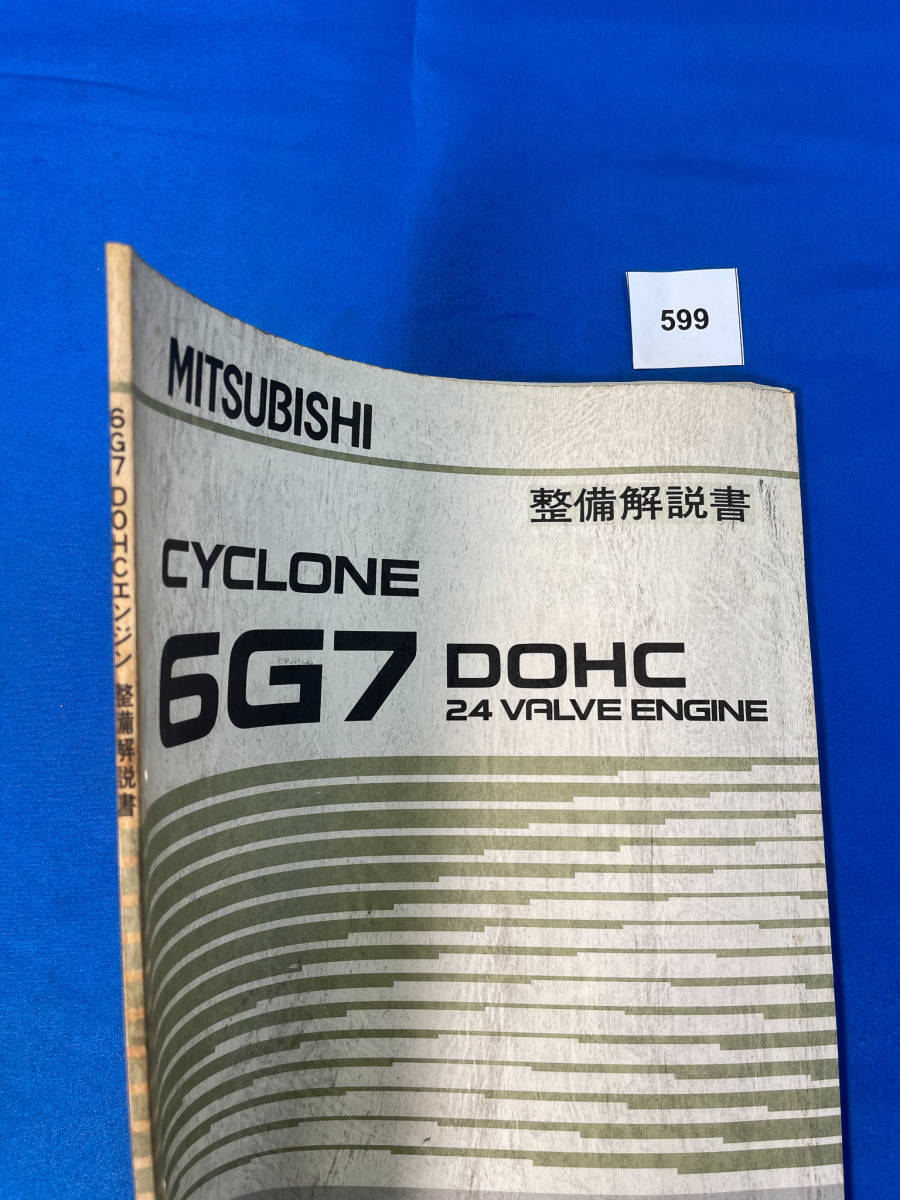 599
MITSUBISHI
整備解説書
CYCLONE
6G7 DOHC
24 VALVE ENGINE
6G7 DOHCエンジン 整備解説書